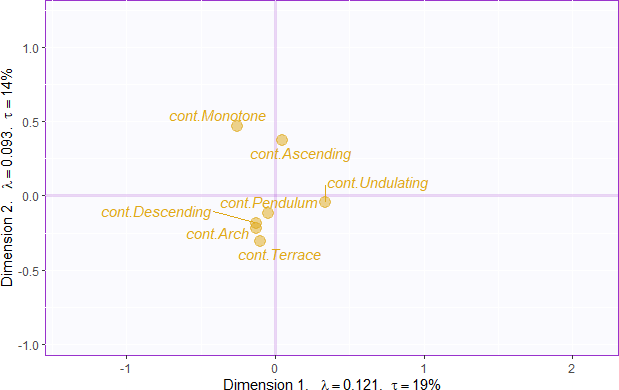 1.0
0.5
0.0
-0.5
-1.0
Dimension 2. λ=0.093. τ=14%
cont.Monotone
cont.Ascending
cont.Undulating
cont.Pendulum
cont.Descending
cont.Arch
cont.Terrace
-1
0
1
2
Dimension 1. λ=0.121. τ=19%